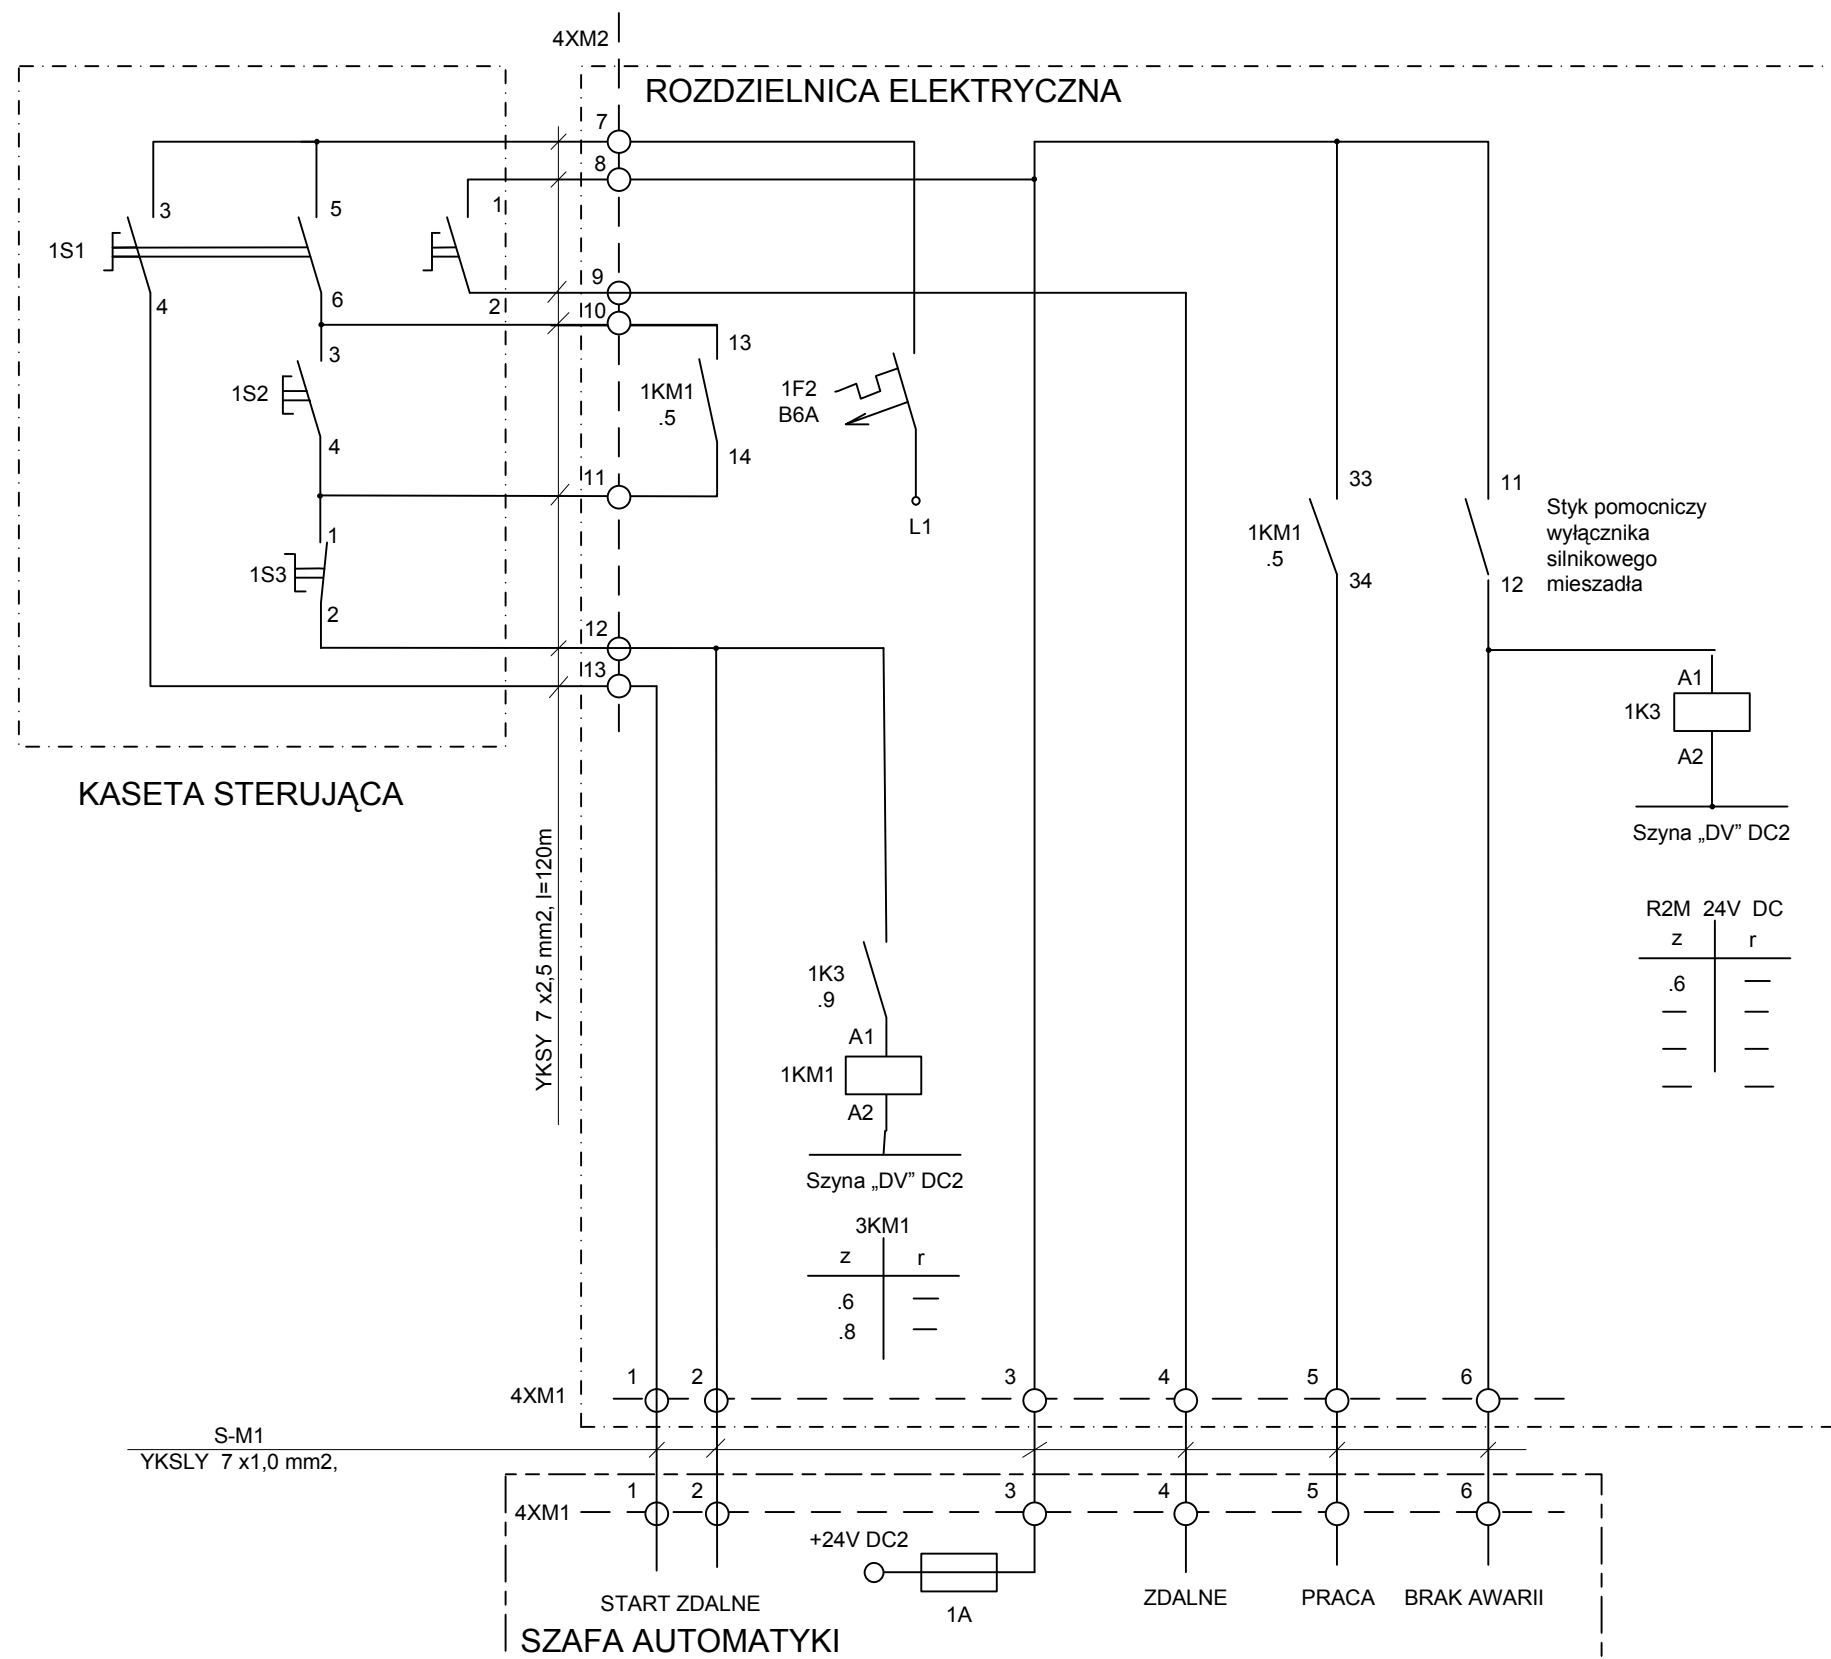 4XM2
ROZDZIELNICA ELEKTRYCZNA
7
8
3
5
1
1S1
4
6
2
9
10
3
13
1S2
1KM1
.5
1F2
B6A
4
14
11
L1
33
11
1KM1
.5
Styk pomocniczy
wyłącznika
silnikowego
mieszadła
34
12
1
1S3
2
12
13
A1
1K3
A2
Szyna „DV” DC2
KASETA STERUJĄCA
YKSY 7 x2,5 mm2, l=120m
R2M 24V DC
z r
.6
1K3
.9
A1
1KM1
A2
Szyna „DV” DC2
3KM1
z r
.6
.8
4XM1
1 2 3 4 5 6
S-M1
YKSLY 7 x1,0 mm2,
4XM1
1 2 3 4 5 6
+24V DC2
1A
START ZDALNE
ZDALNE
PRACA
BRAK AWARII
SZAFA AUTOMATYKI